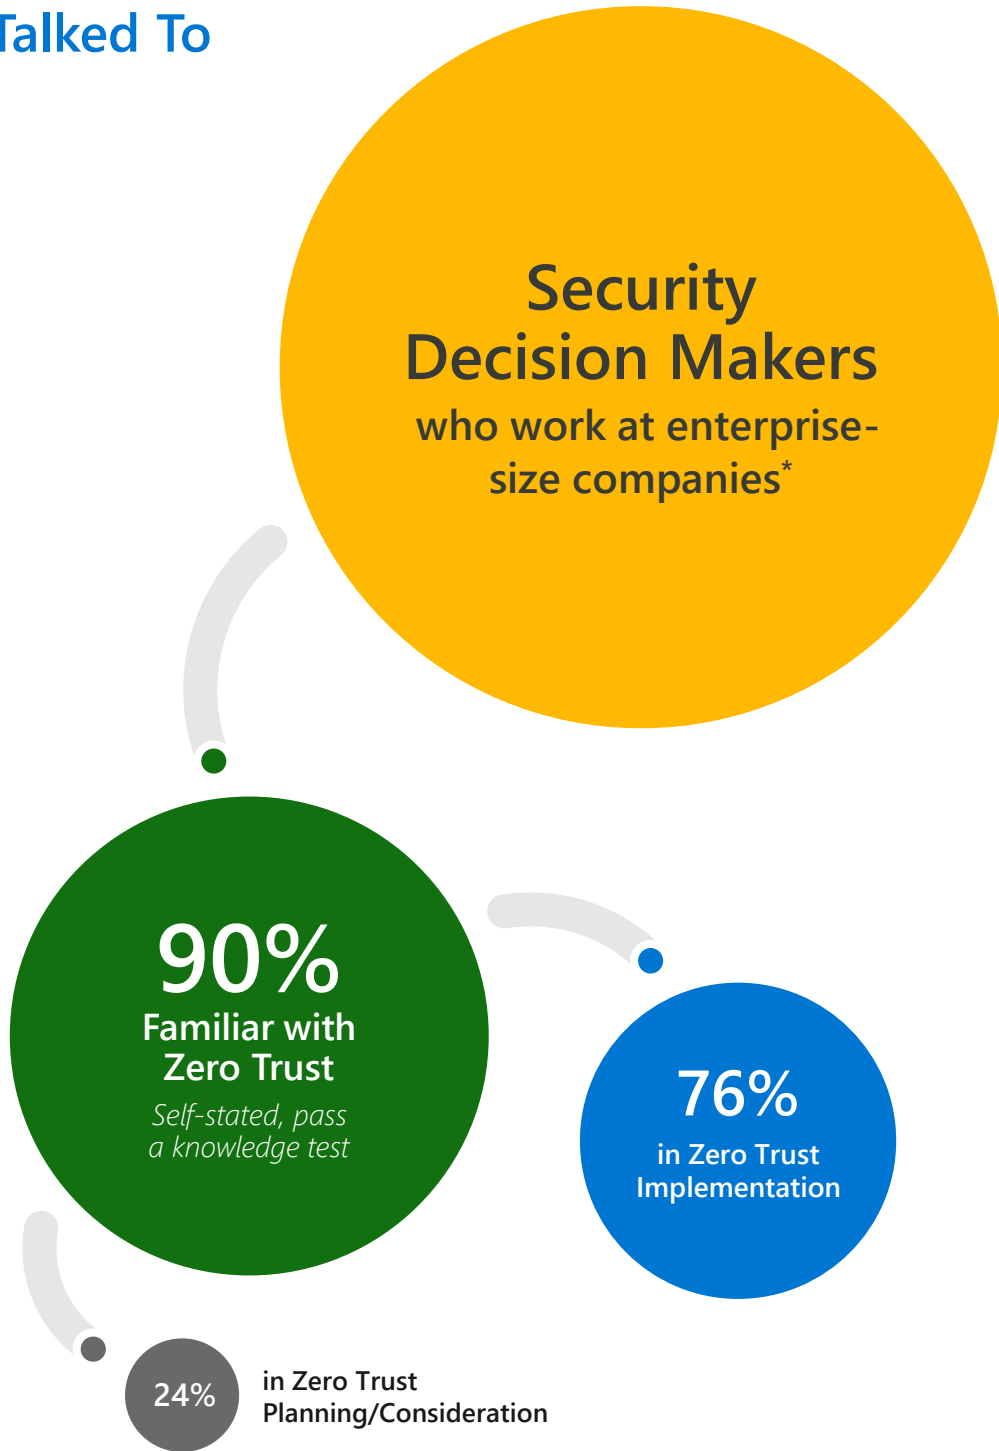 Talked To
Security
Decision Makers
who work at enterprise-
size companies*
90%
Familiar with
Zero Trust
Self-stated, pass
a knowledge test
76%
in Zero Trust
Implementation
24%
in Zero Trust
Planning/Consideration